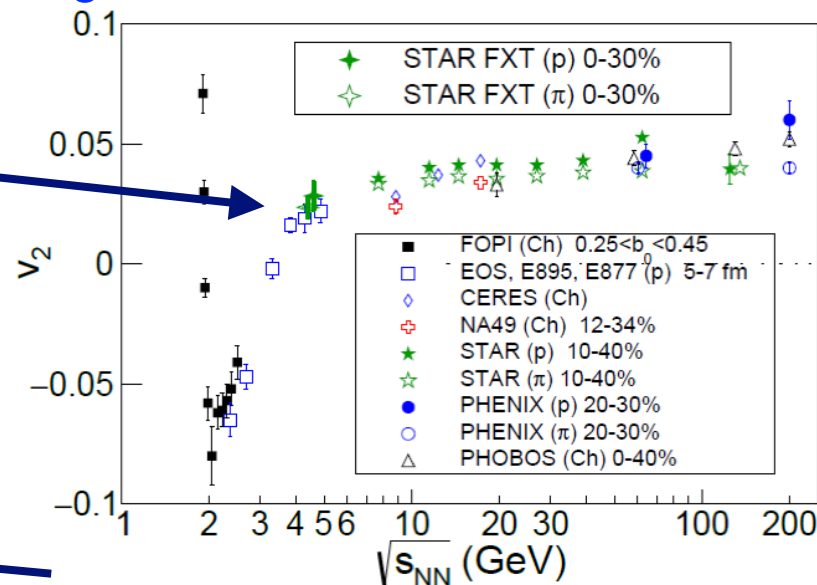 0.1
STAR FXT (p) 0-30%
STAR FXT (π) 0-30%
0.05
v2
0
−0.05
−0.1
FOPI (Ch) 0.25<b0<0.45
EOS, E895, E877 (p) 5-7 fm
CERES (Ch)
NA49 (Ch) 12-34%
STAR (p) 10-40%
STAR (π) 10-40%
PHENIX (p) 20-30%
PHENIX (π) 20-30%
PHOBOS (Ch) 0-40%
1 2 3 4 5 6 10 20 30 100 200
√sNN (GeV)